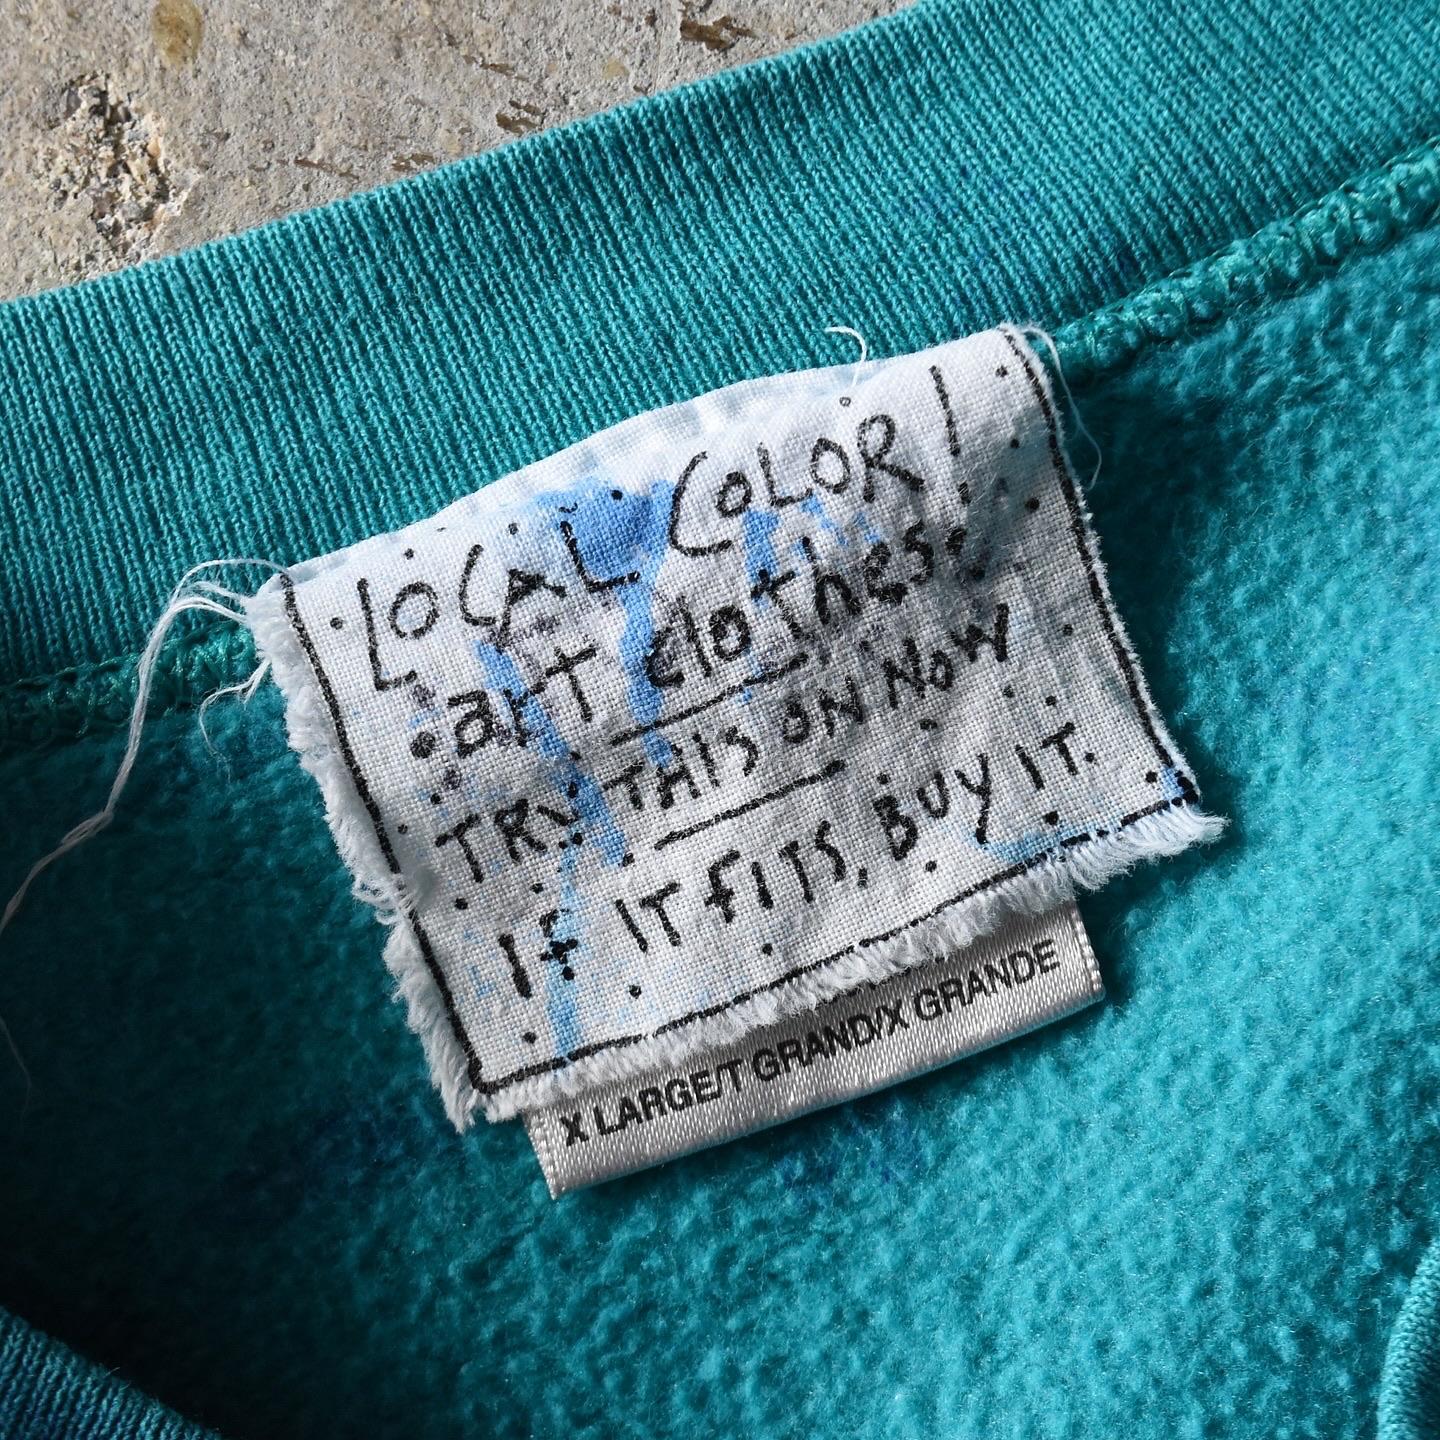 LOCAL COLOR!
•art clothes•
TRY THIS ON NOW
IF IT FITS, BUY IT.
X LARGE/T GRAND/X GRANDE